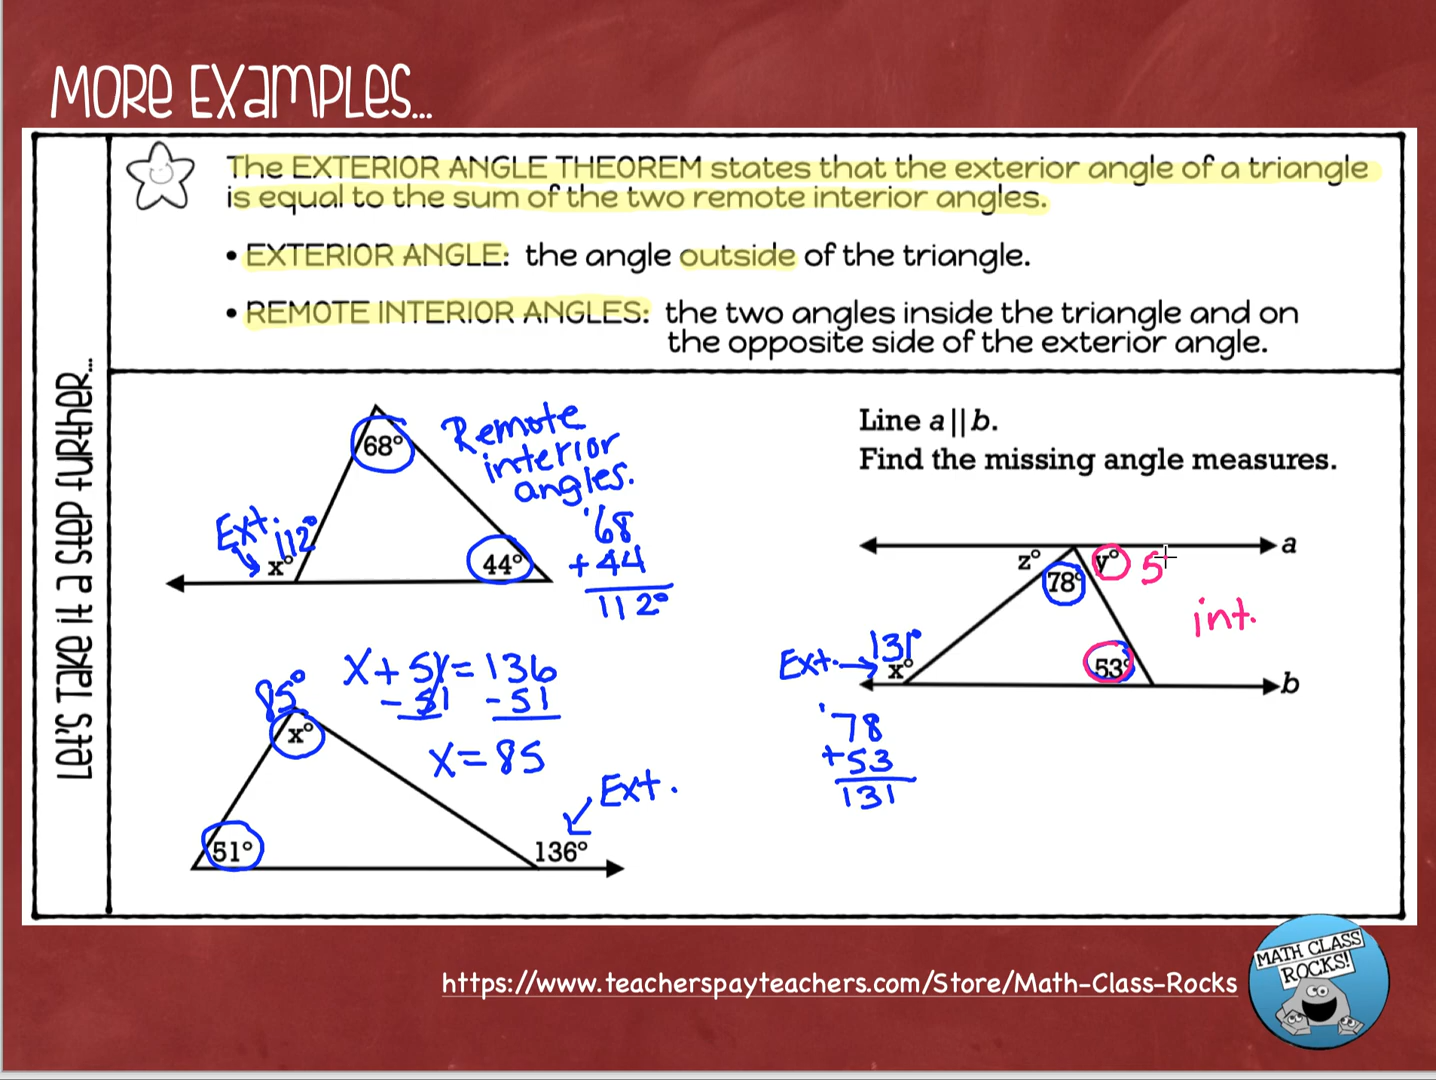 MORE EXAMPLES...
LET'S TAKE IT A STEP FURTHER...
The EXTERIOR ANGLE THEOREM states that the exterior angle of a triangle
is equal to the sum of the two remote interior angles.
• EXTERIOR ANGLE: the angle outside of the triangle.
• REMOTE INTERIOR ANGLES: the two angles inside the triangle and on
the opposite side of the exterior angle.
68°
Remote
interior
angles.
Ext.
112°
x°
44°
'68
+44
112°
x + 51 = 136
- 51 -51
x = 85
85°
x°
51°
Ext.
136°
Line a || b.
Find the missing angle measures.
a
z°
78°
y°
5
int.
131°
Ext.
x°
53°
b
'78
+53
131
https://www.teacherspayteachers.com/Store/Math-Class-Rocks
MATH CLASS
ROCKS!